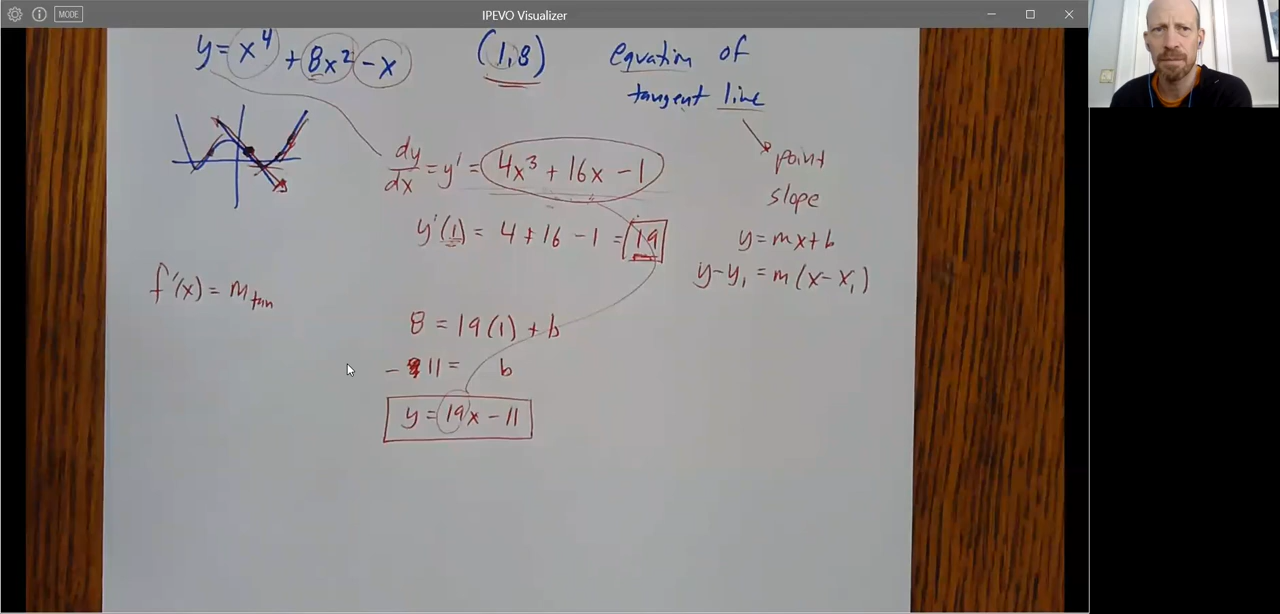 MODE
IPEVO Visualizer
y = x⁴ + 8x² - x
(1,8)
equation of
tangent line
point
slope
y = mx + b
y - y₁ = m(x - x₁)
dy/dx = y' = 4x³ + 16x - 1
y'(1) = 4 + 16 - 1 = 19
f'(x) = m tan
8 = 19(1) + b
- 11 = b
y = 19x - 11